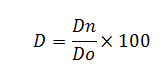 D = Dn/Do × 100